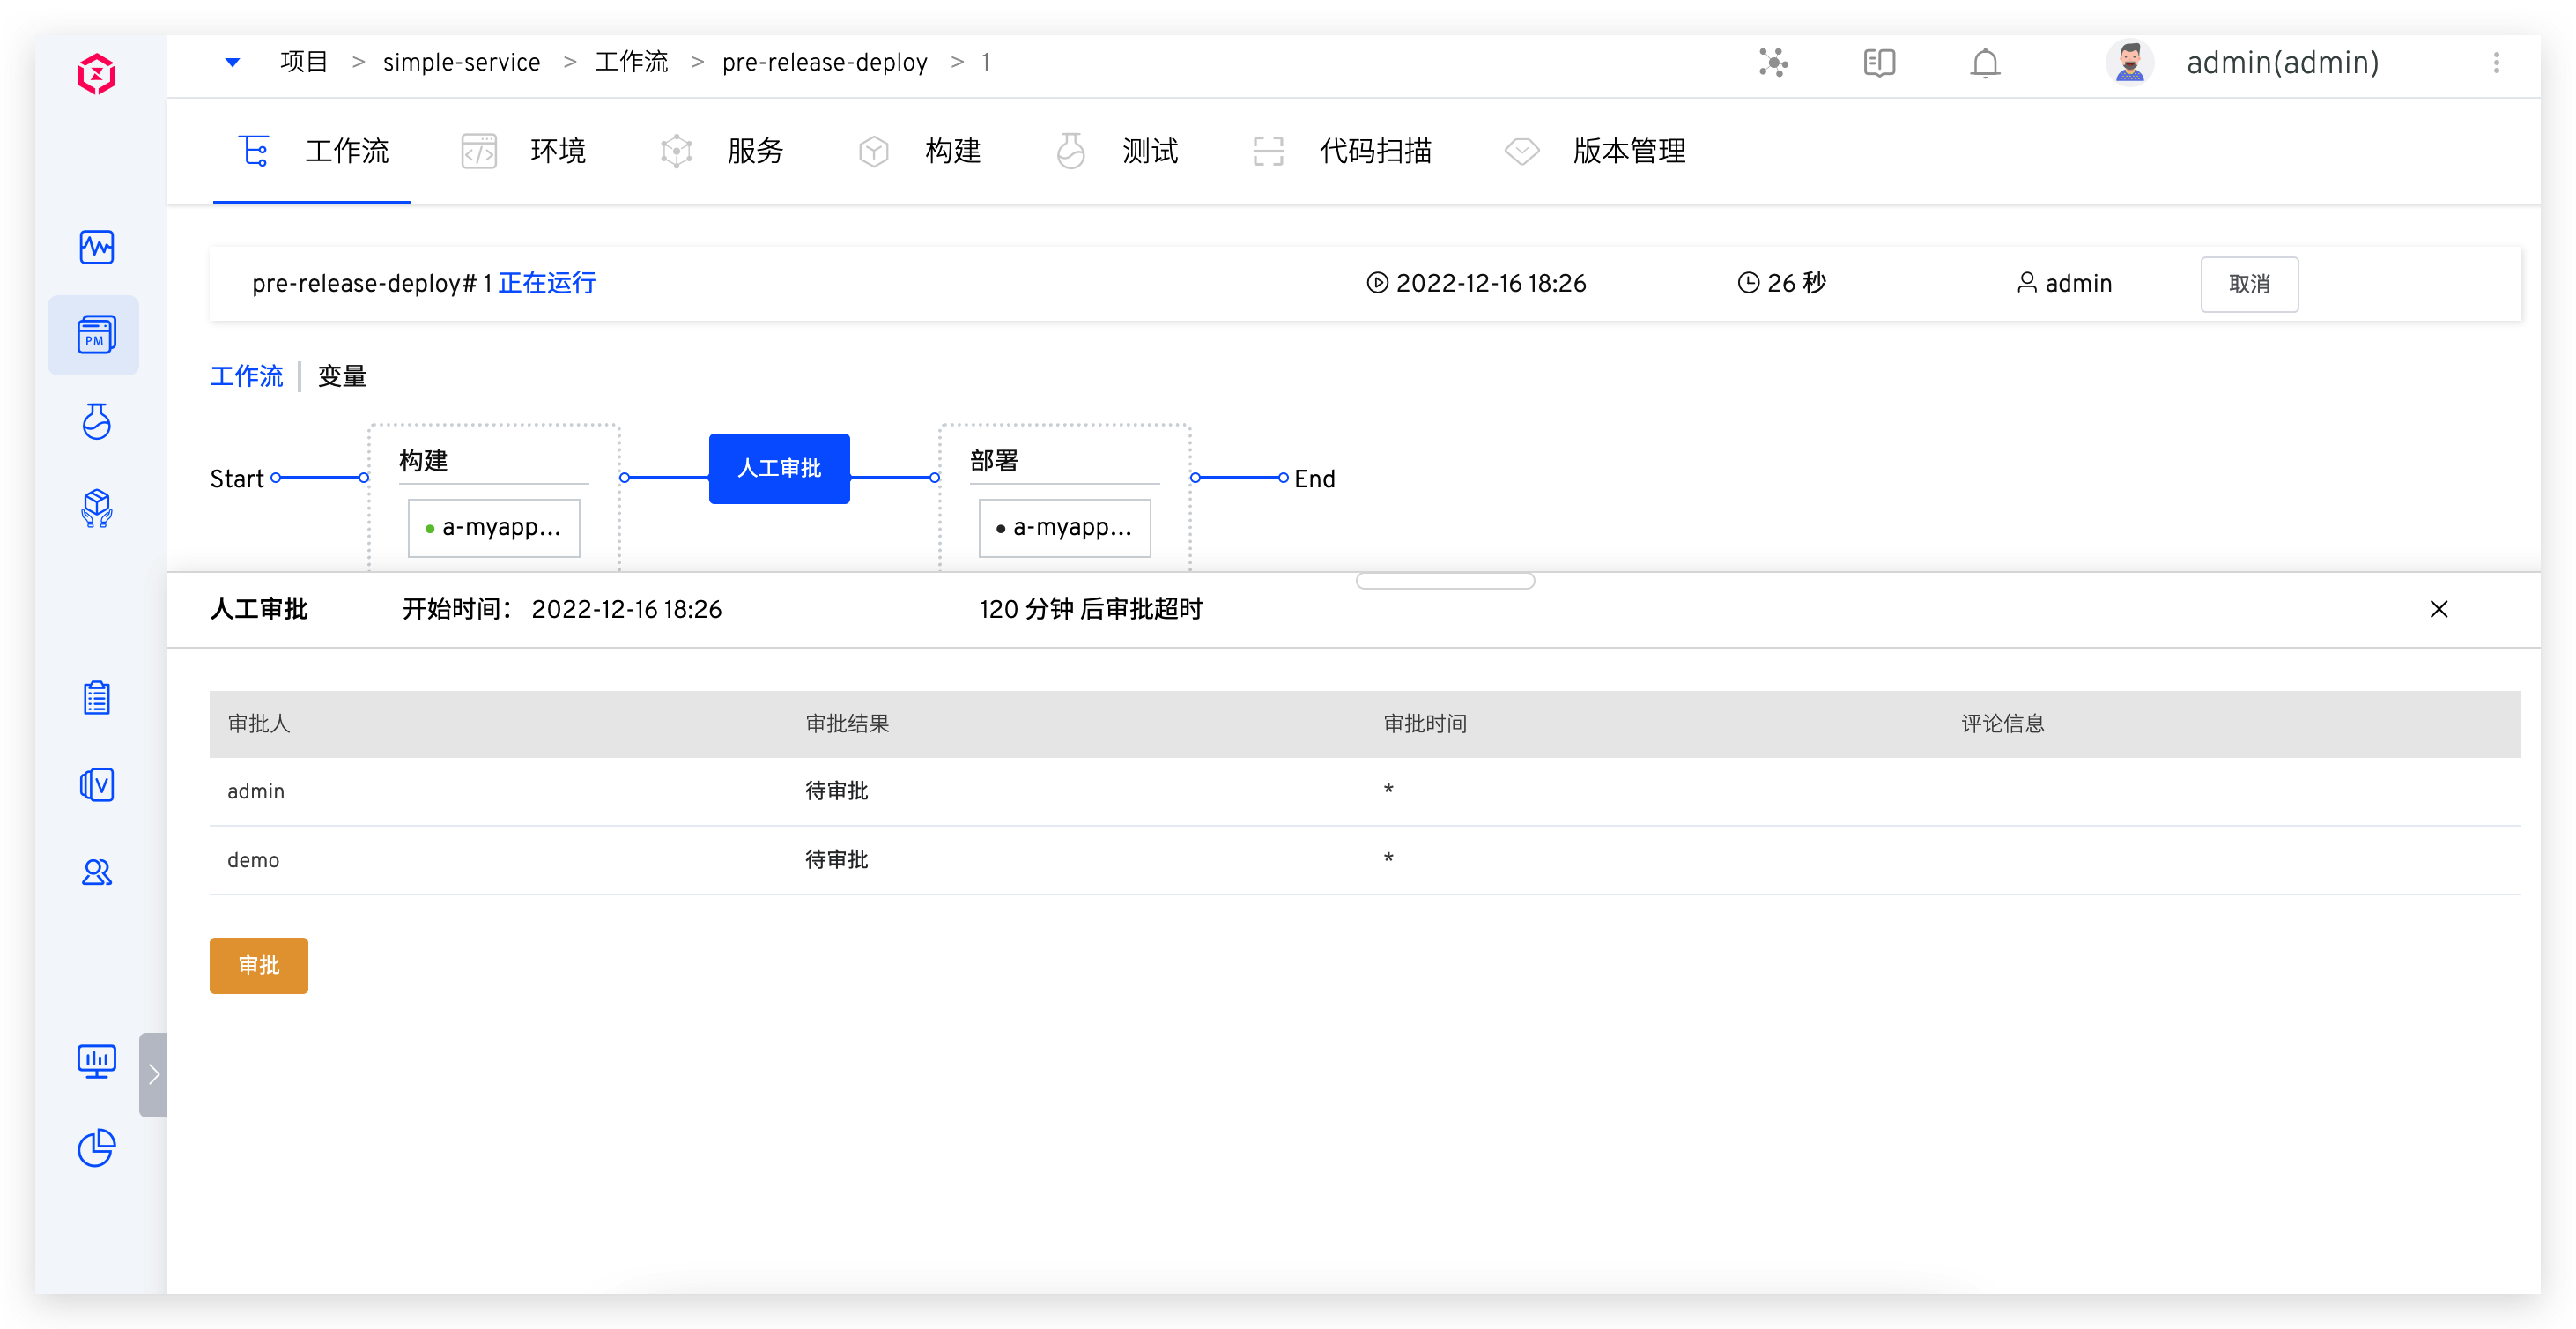 项目 > simple-service > 工作流 > pre-release-deploy > 1
admin(admin)
工作流 环境 服务 构建 测试 代码扫描 版本管理
PM
pre-release-deploy# 1 正在运行 2022-12-16 18:26 26 秒 admin 取消
工作流 变量
Start 构建 人工审批 部署 End
a-myapp... a-myapp...
人工审批 开始时间： 2022-12-16 18:26 120 分钟 后审批超时
审批人 审批结果 审批时间 评论信息
admin 待审批 *
demo 待审批 *
审批
V